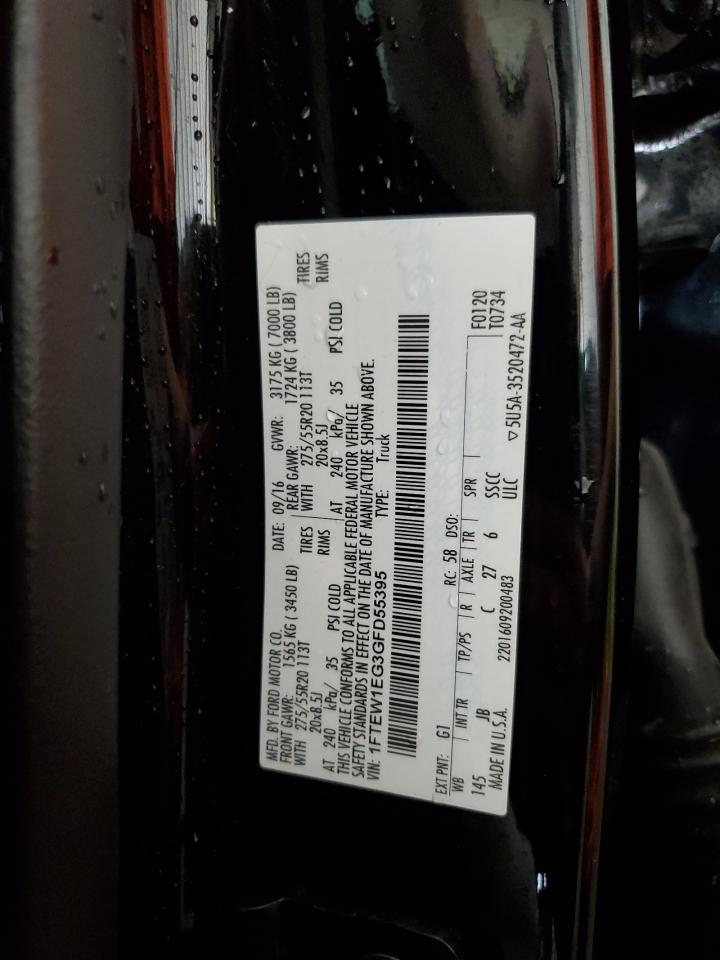 MFD. BY FORD MOTOR CO. DATE: 09/16 GVWR: 3175 KG ( 7000 LB)
FRONT GAWR: 1565 KG ( 3450 LB) REAR GAWR: 1724 KG ( 3800 LB)
WITH 275/55R20 113T TIRES WITH 275/55R20 113T TIRES
20x8.5J RIMS 20x8.5J RIMS
AT 240 kPa/ 35 PSI COLD AT 240 kPa/ 35 PSI COLD
THIS VEHICLE CONFORMS TO ALL APPLICABLE FEDERAL MOTOR VEHICLE
SAFETY STANDARDS IN EFFECT ON THE DATE OF MANUFACTURE SHOWN ABOVE.
VIN: 1FTEW1EG3GFD55395 TYPE: Truck
EXT PNT: G1 RC: 58 DSO:
WB INT TR TP/PS R AXLE TR SPR F0120
145 JB C 27 6 SSCC T0734
MADE IN U.S.A. 2201609200483 ULC ▽5U5A-3520472-AA